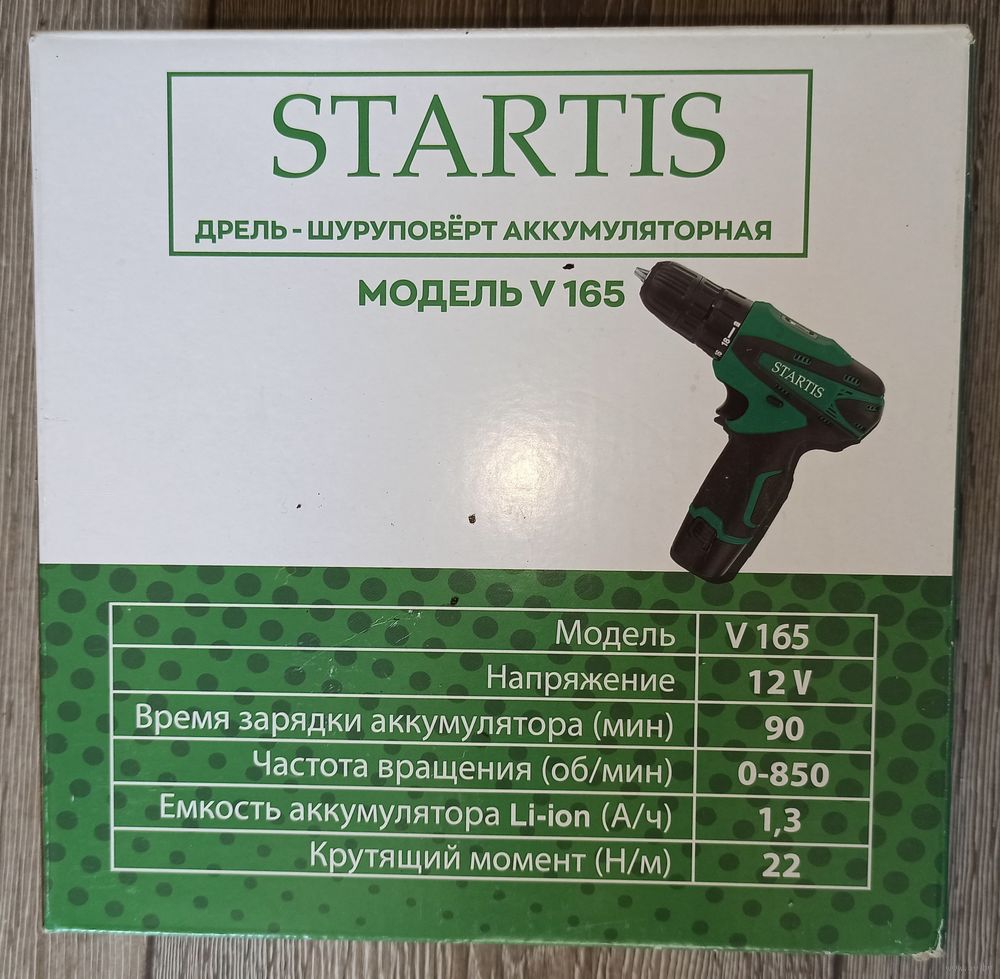 STARTIS
ДРЕЛЬ - ШУРУПОВЁРТ АККУМУЛЯТОРНАЯ
МОДЕЛЬ V 165
18
STARTIS
Модель V 165
Напряжение 12 V
Время зарядки аккумулятора (мин) 90
Частота вращения (об/мин) 0-850
Емкость аккумулятора Li-ion (А/ч) 1,3
Крутящий момент (Н/м) 22